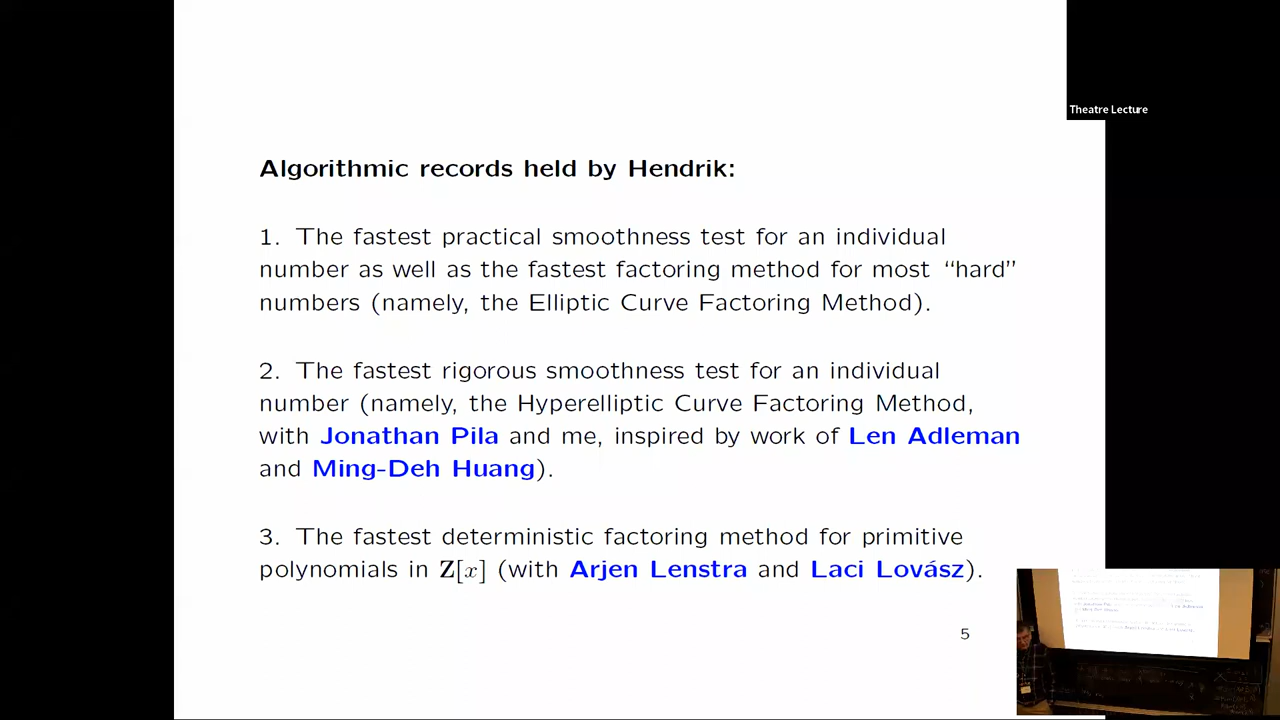 Theatre Lecture
Algorithmic records held by Hendrik:
1. The fastest practical smoothness test for an individual
number as well as the fastest factoring method for most “hard”
numbers (namely, the Elliptic Curve Factoring Method).
2. The fastest rigorous smoothness test for an individual
number (namely, the Hyperelliptic Curve Factoring Method,
with Jonathan Pila and me, inspired by work of Len Adleman
and Ming-Deh Huang).
3. The fastest deterministic factoring method for primitive
polynomials in Z[x] (with Arjen Lenstra and Laci Lovász).
5